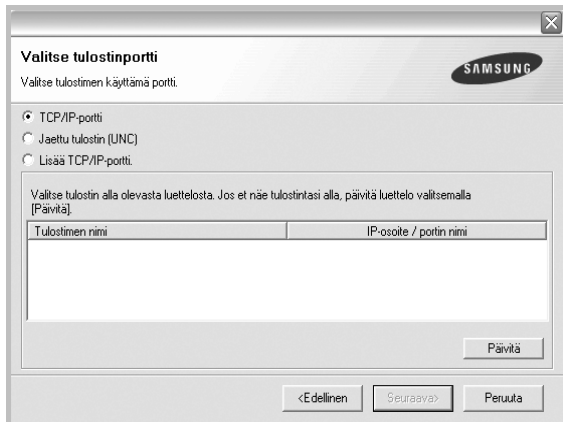 Valitse tulostinportti
Valitse tulostimen käyttämä portti.
SAMSUNG
TCP/IP-portti
Jaettu tulostin (UNC)
Lisää TCP/IP-portti.
Valitse tulostin alla olevasta luettelosta. Jos et näe tulostintasi alla, päivitä luettelo valitsemalla
[Päivitä].
Tulostimen nimi IP-osoite / portin nimi
Päivitä
<Edellinen Seuraava> Peruuta